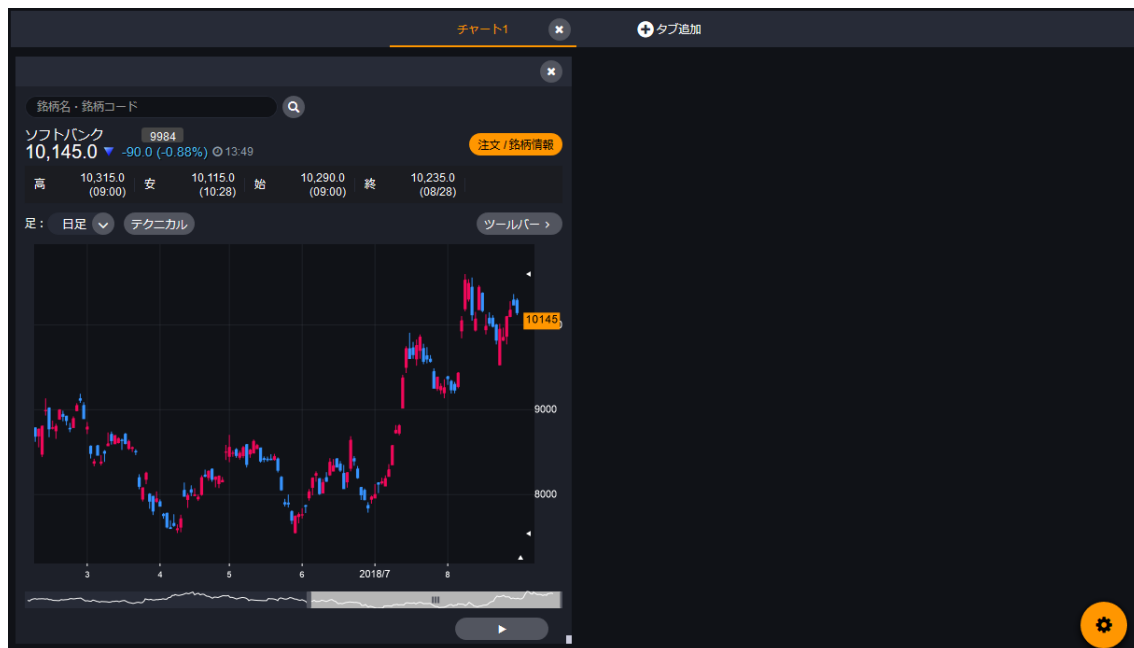 チャート1 タブ追加
銘柄名・銘柄コード
ソフトバンク 9984
10,145.0 ▼ -90.0 (-0.88%) 13:49 注文 / 銘柄情報
高 10,315.0 安 10,115.0 始 10,290.0 終 10,235.0
(09:00) (10:28) (09:00) (08/28)
足： 日足 テクニカル ツールバー >
10145
9000
8000
3 4 5 6 2018/7 8